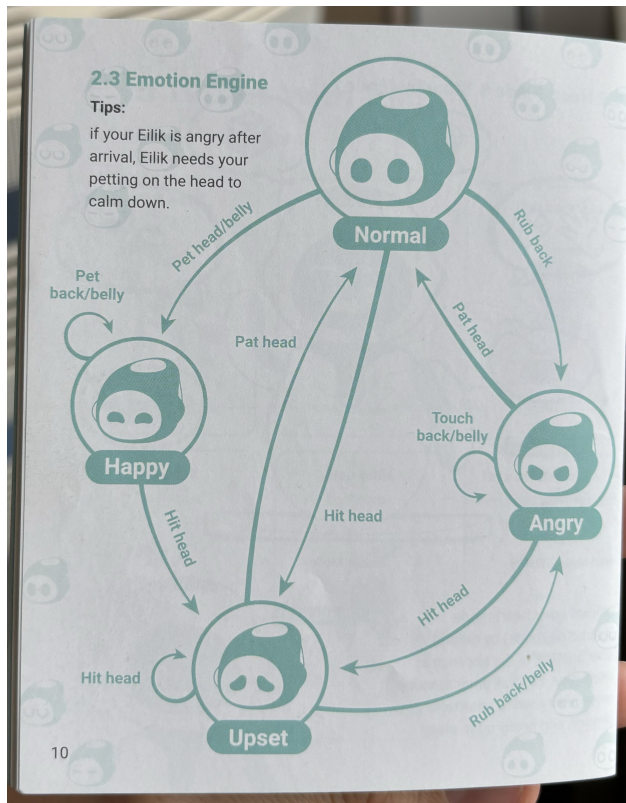 2.3 Emotion Engine
Tips:
if your Eilik is angry after
arrival, Eilik needs your
petting on the head to
calm down.
Normal
Pet head/belly
Rub back
Pet
back/belly
Pat head
Pat head
Touch
back/belly
Happy
Angry
Hit head
Hit head
Hit head
Hit head
Rub back/belly
Upset
10